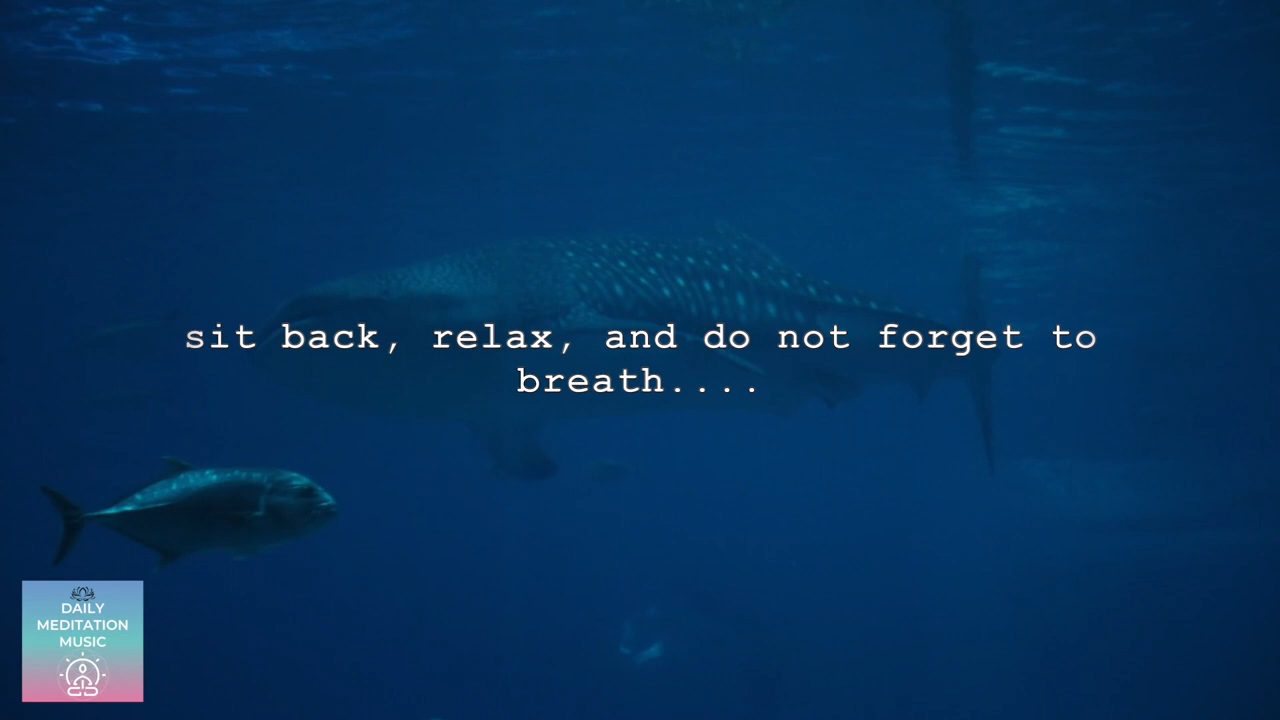 sit back, relax, and do not forget to
breath....
DAILY
MEDITATION
MUSIC